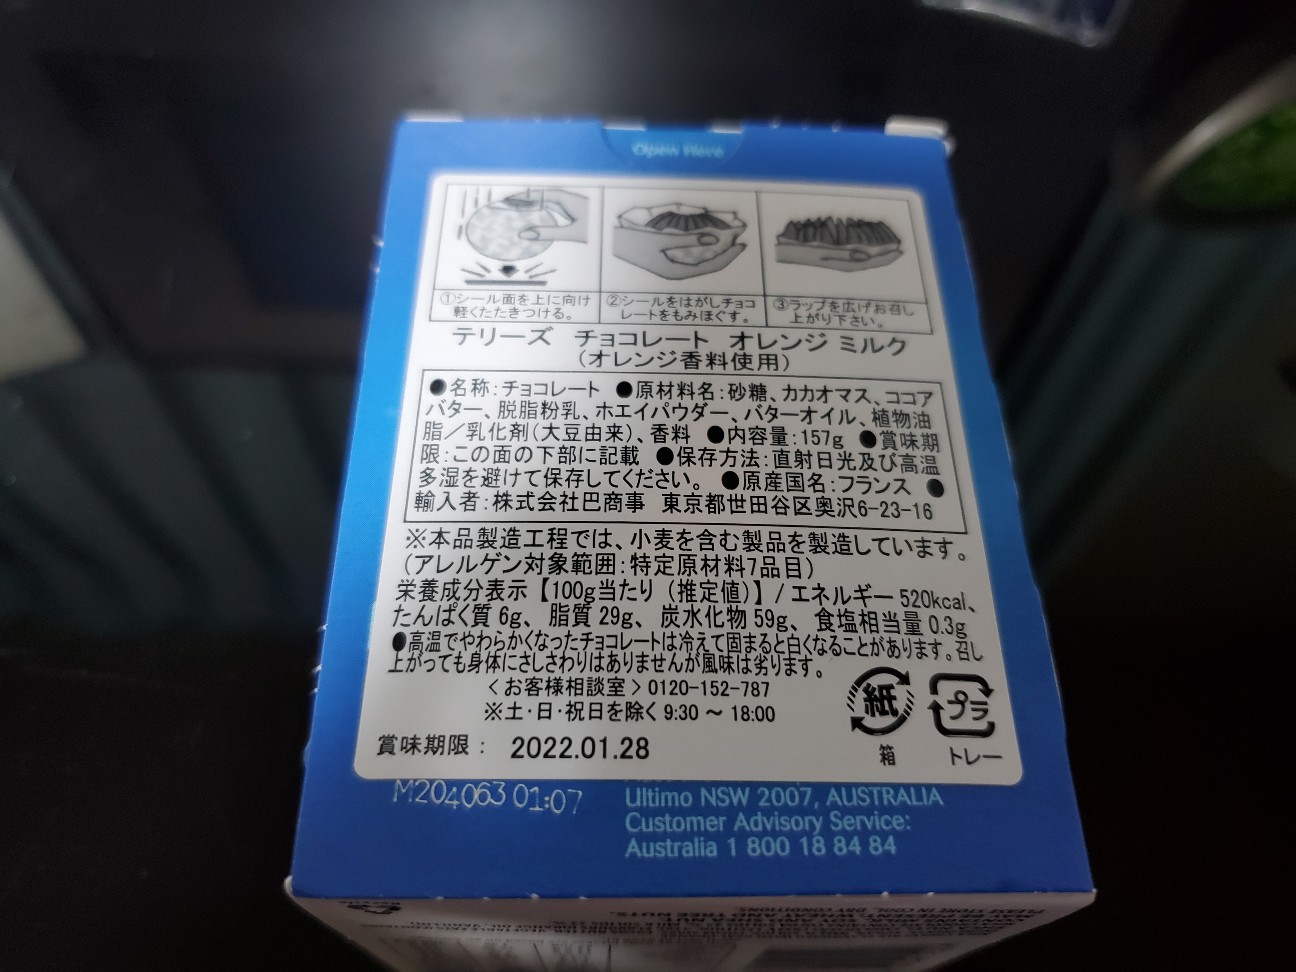 Open Here
①シール面を上に向け
軽くたたきつける。
②シールをはがしチョコ
レートをもみほぐす。
③ラップを広げお召し
上がり下さい。
テリーズ チョコレート オレンジ ミルク
(オレンジ香料使用)
●名称:チョコレート ●原材料名:砂糖、カカオマス、ココア
バター、脱脂粉乳、ホエイパウダー、バターオイル、植物油
脂/乳化剤(大豆由来)、香料 ●内容量:157g ●賞味期
限:この面の下部に記載 ●保存方法:直射日光及び高温
多湿を避けて保存してください。 ●原産国名:フランス ●
輸入者:株式会社巴商事 東京都世田谷区奥沢6-23-16
※本品製造工程では、小麦を含む製品を製造しています。
(アレルゲン対象範囲:特定原材料7品目)
栄養成分表示【100g当たり(推定値)】/エネルギー 520kcal、
たんぱく質 6g、脂質 29g、炭水化物 59g、食塩相当量 0.3g
●高温でやわらかくなったチョコレートは冷えて固まると白くなることがあります。召し
上がっても身体にさしさわりはありませんが風味は劣ります。
<お客様相談室>0120-152-787
※土・日・祝日を除く 9:30 〜 18:00
紙
箱
プラ
トレー
賞味期限: 2022.01.28
M204063 01:07
Ultimo NSW 2007, AUSTRALIA
Customer Advisory Service:
Australia 1 800 18 84 84
PLEASE STORE IN COOL, DRY CONDITIONS.
MAY BE PRESENT: WHEAT AND TREE NUTS.